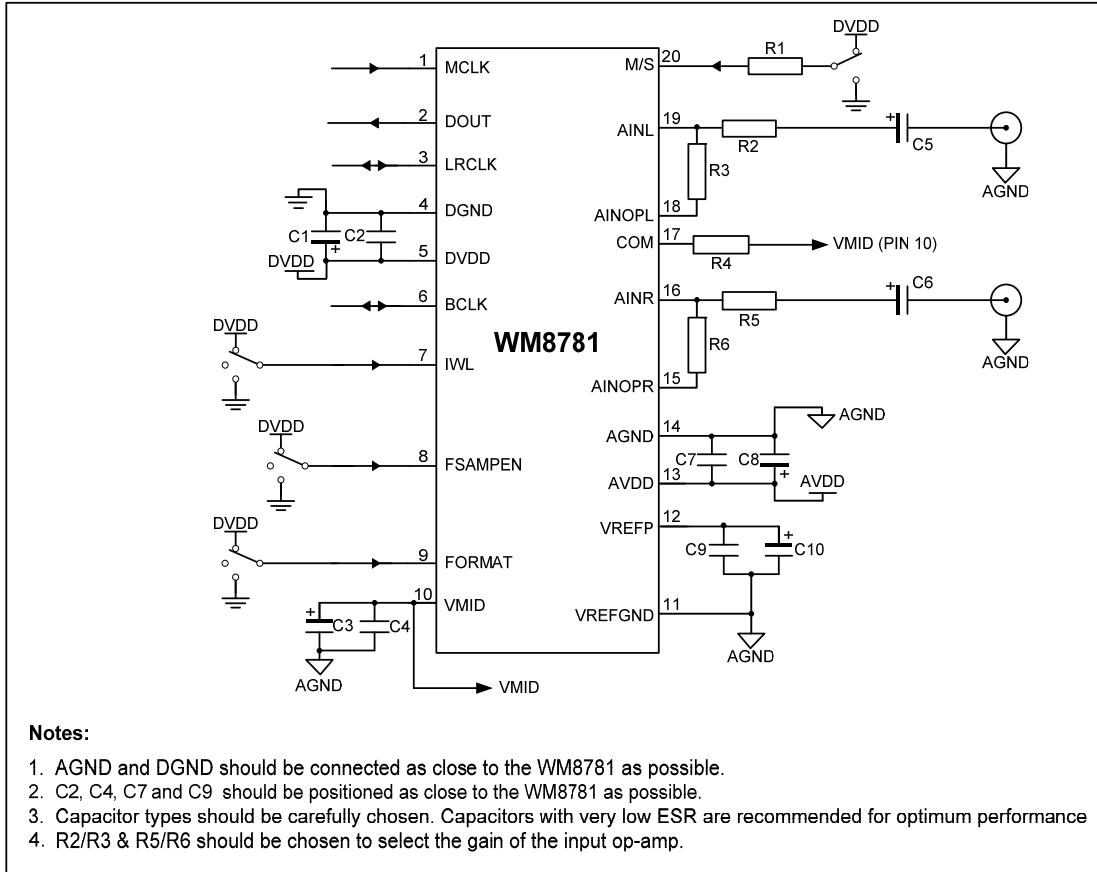 DVDD
R1
1
MCLK
M/S
20
2
DOUT
AINL
19
R2
+
C5
AGND
3
LRCLK
R3
4
DGND
AINOPL
18
C1
C2
+
DVDD
5
DVDD
COM
17
R4
VMID (PIN 10)
6
BCLK
AINR
16
R5
+
C6
AGND
DVDD
WM8781
R6
7
IWL
AINOPR
15
DVDD
AGND
14
AGND
8
FSAMPEN
C7
C8
+
AVDD
13
AVDD
DVDD
VREFP
12
C9
+
C10
9
FORMAT
10
VMID
VREFGND
11
+
C3
C4
AGND
AGND
VMID
Notes:
1. AGND and DGND should be connected as close to the WM8781 as possible.
2. C2, C4, C7 and C9 should be positioned as close to the WM8781 as possible.
3. Capacitor types should be carefully chosen. Capacitors with very low ESR are recommended for optimum performance
4. R2/R3 & R5/R6 should be chosen to select the gain of the input op-amp.